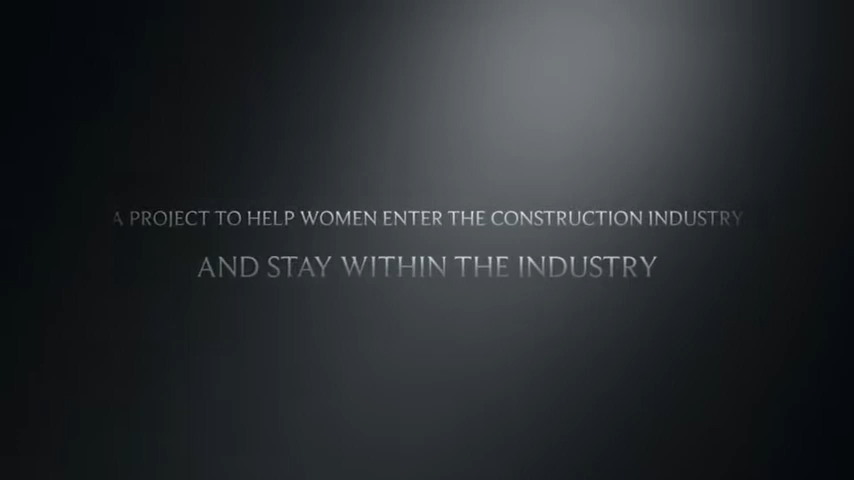 A PROJECT TO HELP WOMEN ENTER THE CONSTRUCTION INDUSTRY
AND STAY WITHIN THE INDUSTRY